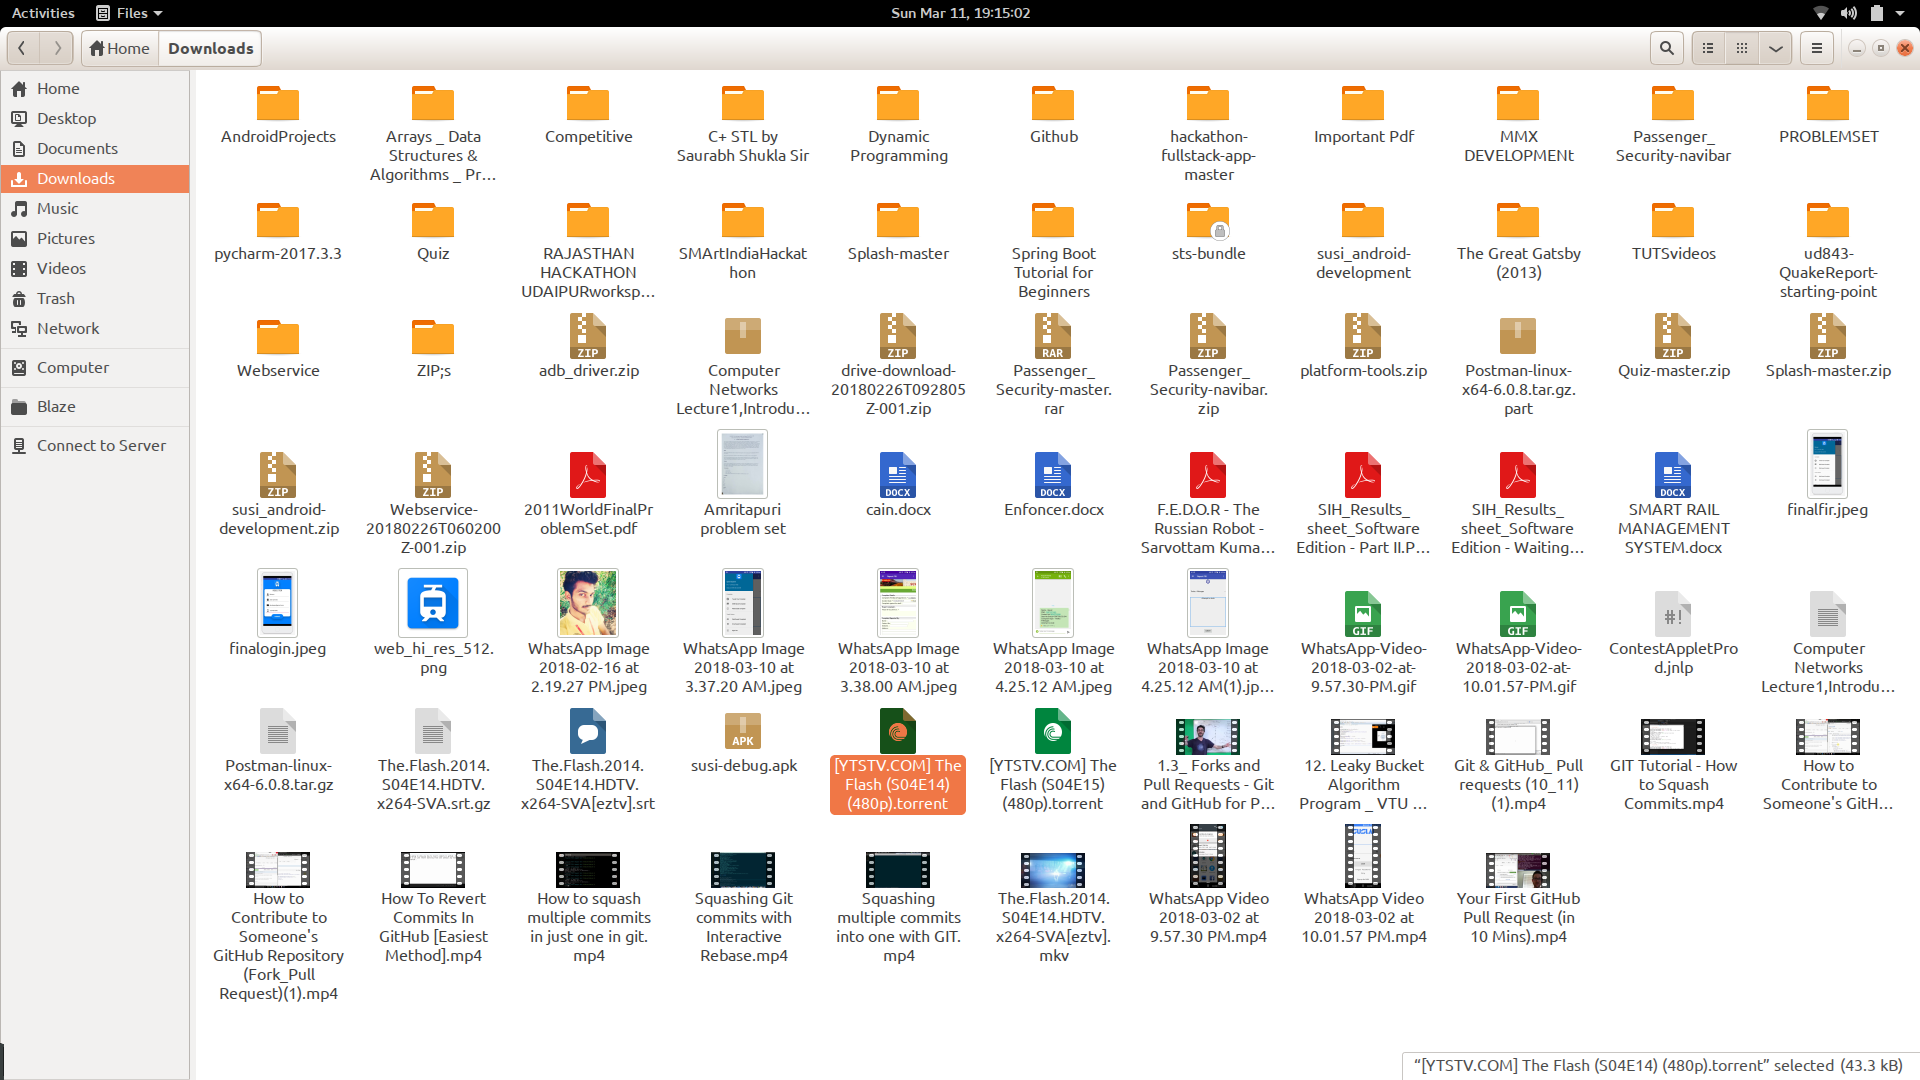 Activities
Files
Sun Mar 11, 19:15:02
Home
Downloads
Home
Desktop
Documents
Downloads
Music
Pictures
Videos
Trash
Network
Computer
Blaze
Connect to Server
AndroidProjects
Arrays _ Data
Structures &
Algorithms _ Pr…
Competitive
C+ STL by
Saurabh Shukla Sir
Dynamic
Programming
Github
hackathon-
fullstack-app-
master
Important Pdf
MMX
DEVELOPMENt
Passenger_
Security-navibar
PROBLEMSET
pycharm-2017.3.3
Quiz
RAJASTHAN
HACKATHON
UDAIPURworksp…
SMArtIndiaHackat
hon
Splash-master
Spring Boot
Tutorial for
Beginners
sts-bundle
susi_android-
development
The Great Gatsby
(2013)
TUTSvideos
ud843-
QuakeReport-
starting-point
Webservice
ZIP;s
ZIP
adb_driver.zip
Computer
Networks
Lecture1,Introdu…
ZIP
drive-download-
20180226T092805
Z-001.zip
RAR
Passenger_
Security-master.
rar
ZIP
Passenger_
Security-navibar.
zip
ZIP
platform-tools.zip
Postman-linux-
x64-6.0.8.tar.gz.
part
ZIP
Quiz-master.zip
ZIP
Splash-master.zip
ZIP
susi_android-
development.zip
ZIP
Webservice-
20180226T060200
Z-001.zip
2011WorldFinalPr
oblemSet.pdf
Amritapuri
problem set
DOCX
cain.docx
DOCX
Enfoncer.docx
F.E.D.O.R - The
Russian Robot -
Sarvottam Kuma…
SIH_Results_
sheet_Software
Edition - Part II.P…
SIH_Results_
sheet_Software
Edition - Waiting…
DOCX
SMART RAIL
MANAGEMENT
SYSTEM.docx
finalfir.jpeg
finalogin.jpeg
web_hi_res_512.
png
WhatsApp Image
2018-02-16 at
2.19.27 PM.jpeg
WhatsApp Image
2018-03-10 at
3.37.20 AM.jpeg
WhatsApp Image
2018-03-10 at
3.38.00 AM.jpeg
WhatsApp Image
2018-03-10 at
4.25.12 AM.jpeg
WhatsApp Image
2018-03-10 at
4.25.12 AM(1).jp…
GIF
WhatsApp-Video-
2018-03-02-at-
9.57.30-PM.gif
GIF
WhatsApp-Video-
2018-03-02-at-
10.01.57-PM.gif
#!
ContestAppletPro
d.jnlp
Computer
Networks
Lecture1,Introdu…
Postman-linux-
x64-6.0.8.tar.gz
The.Flash.2014.
S04E14.HDTV.
x264-SVA.srt.gz
The.Flash.2014.
S04E14.HDTV.
x264-SVA[eztv].srt
APK
susi-debug.apk
[YTSTV.COM] The
Flash (S04E14)
(480p).torrent
[YTSTV.COM] The
Flash (S04E15)
(480p).torrent
1.3_ Forks and
Pull Requests - Git
and GitHub for P…
12. Leaky Bucket
Algorithm
Program _ VTU …
Git & GitHub_ Pull
requests (10_11)
(1).mp4
GIT Tutorial - How
to Squash
Commits.mp4
How to
Contribute to
Someone's GitH…
How to
Contribute to
Someone's
GitHub Repository
(Fork_Pull
Request)(1).mp4
How To Revert
Commits In
GitHub [Easiest
Method].mp4
How to squash
multiple commits
in just one in git.
mp4
Squashing Git
commits with
Interactive
Rebase.mp4
Squashing
multiple commits
into one with GIT.
mp4
The.Flash.2014.
S04E14.HDTV.
x264-SVA[eztv].
mkv
WhatsApp Video
2018-03-02 at
9.57.30 PM.mp4
WhatsApp Video
2018-03-02 at
10.01.57 PM.mp4
Your First GitHub
Pull Request (in
10 Mins).mp4
“[YTSTV.COM] The Flash (S04E14) (480p).torrent” selected (43.3 kB)